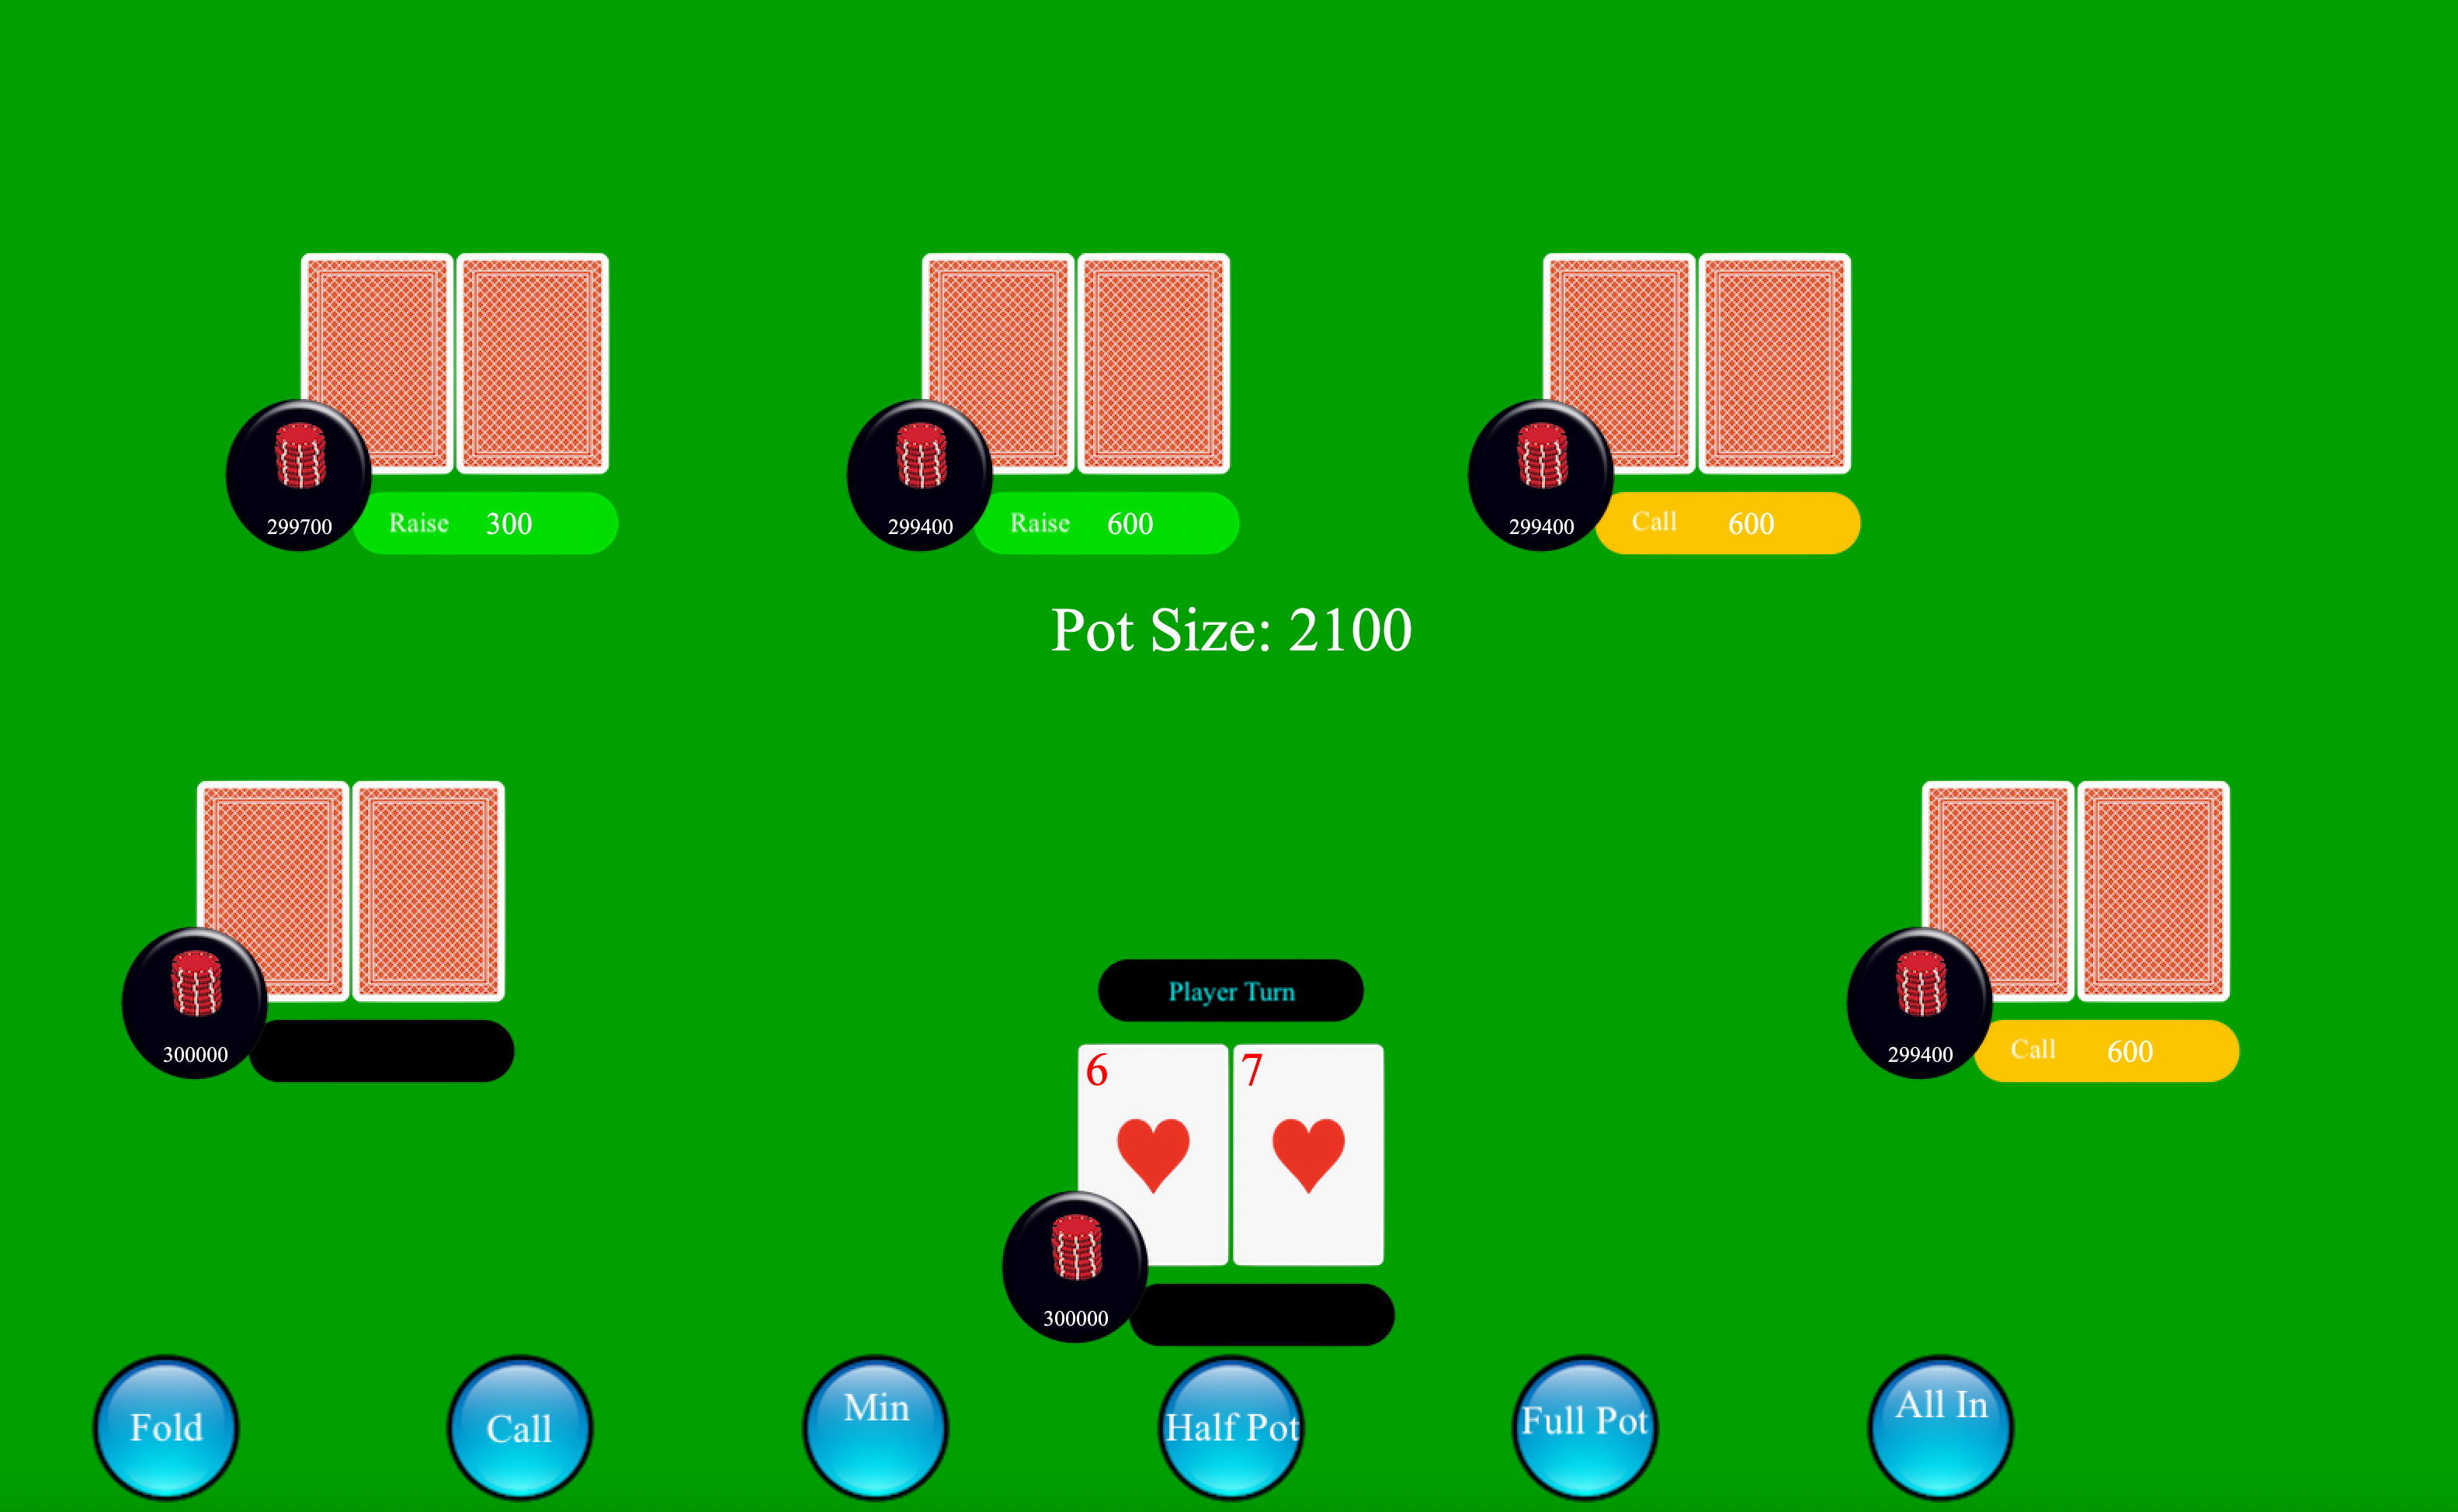 299700
Raise 300
299400
Raise 600
299400
Call 600
Pot Size: 2100
300000
299400
Call 600
Player Turn
6
7
300000
Fold
Call
Min
Half Pot
Full Pot
All In